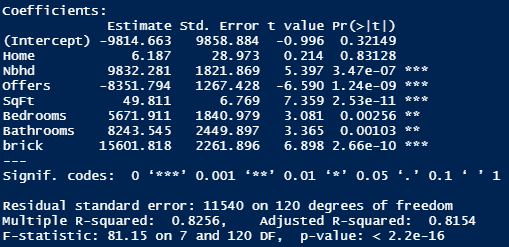 Coefficients:
              Estimate Std. Error t value Pr(>|t|)
(Intercept) -9814.663   9858.884  -0.996  0.32149
Home            6.187     28.973   0.214  0.83128
Nbhd         9832.281   1821.869   5.397 3.47e-07 ***
Offers      -8351.794   1267.428  -6.590 1.24e-09 ***
SqFt           49.811      6.769   7.359 2.53e-11 ***
Bedrooms     5671.911   1840.979   3.081  0.00256 **
Bathrooms    8243.545   2449.897   3.365  0.00103 **
brick       15601.818   2261.896   6.898 2.66e-10 ***
---
Signif. codes:  0 ‘***’ 0.001 ‘**’ 0.01 ‘*’ 0.05 ‘.’ 0.1 ‘ ’ 1
Residual standard error: 11540 on 120 degrees of freedom
Multiple R-squared:  0.8256,    Adjusted R-squared:  0.8154
F-statistic: 81.15 on 7 and 120 DF,  p-value: < 2.2e-16